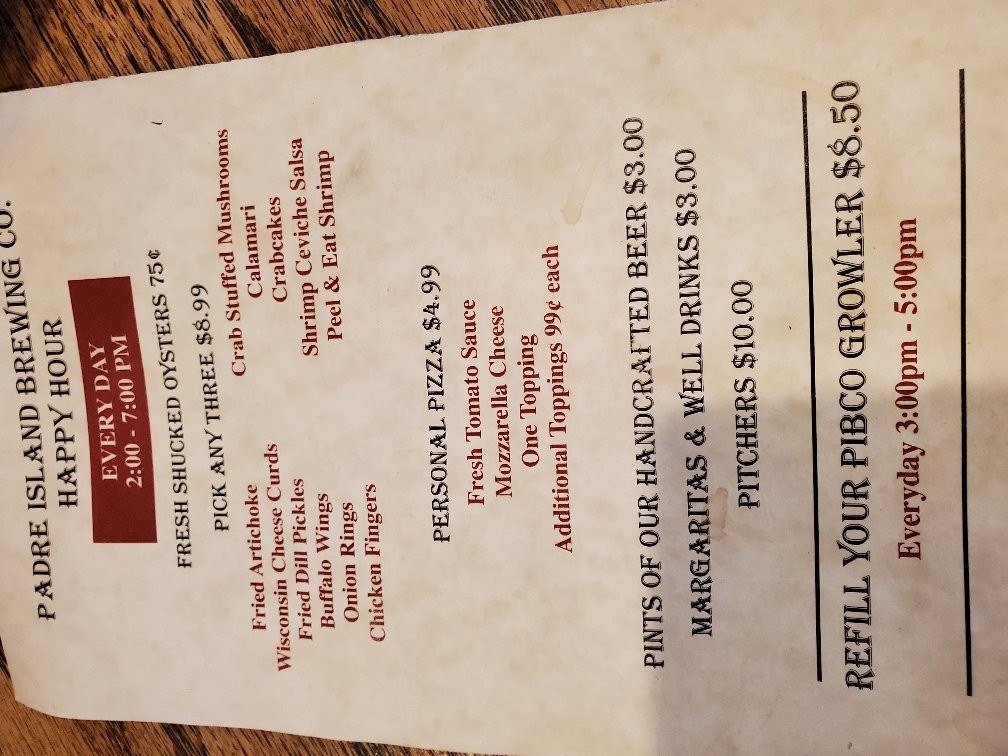 PADRE ISLAND BREWING CO.
HAPPY HOUR
EVERY DAY
2:00 - 7:00 PM
FRESH SHUCKED OYSTERS 75¢
PICK ANY THREE $8.99
Fried Artichoke
Wisconsin Cheese Curds
Fried Dill Pickles
Buffalo Wings
Onion Rings
Chicken Fingers
Crab Stuffed Mushrooms
Calamari
Crabcakes
Shrimp Ceviche Salsa
Peel & Eat Shrimp
PERSONAL PIZZA $4.99
Fresh Tomato Sauce
Mozzarella Cheese
One Topping
Additional Toppings 99¢ each
PINTS OF OUR HANDCRAFTED BEER $3.00
MARGARITAS & WELL DRINKS $3.00
PITCHERS $10.00
REFILL YOUR PIBCO GROWLER $8.50
Everyday 3:00pm - 5:00pm